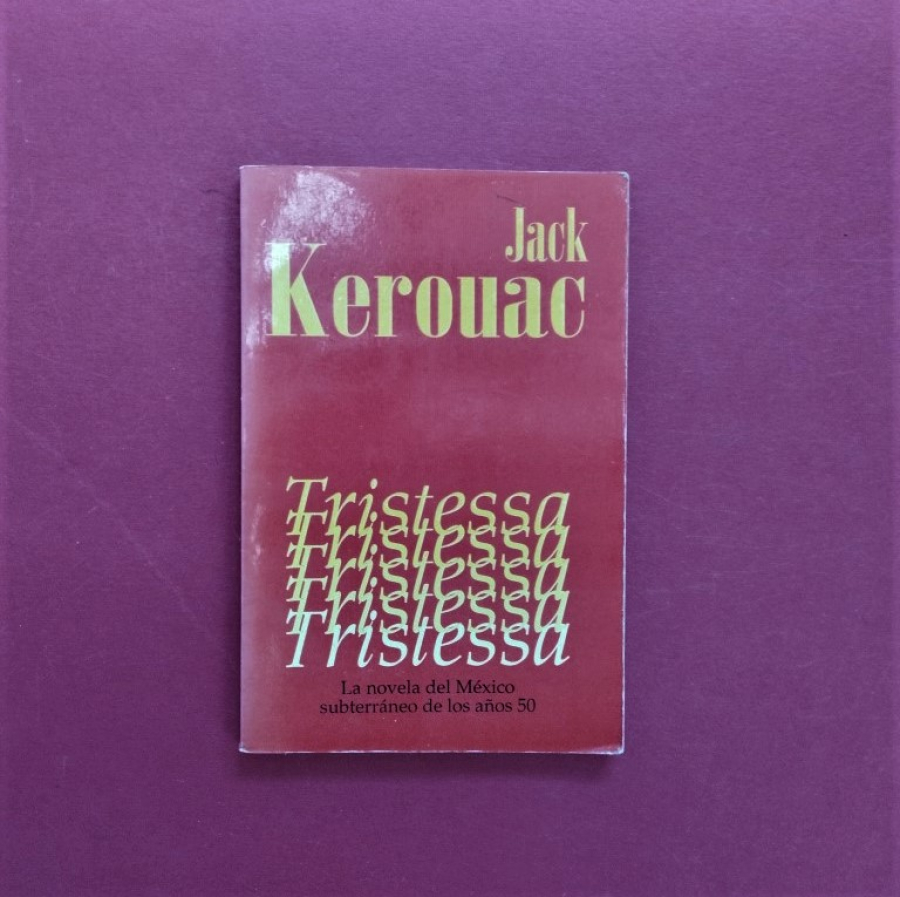 Jack
Kerouac
Tristessa
Tristessa
Tristessa
Tristessa
Tristessa
La novela del México
subterráneo de los años 50